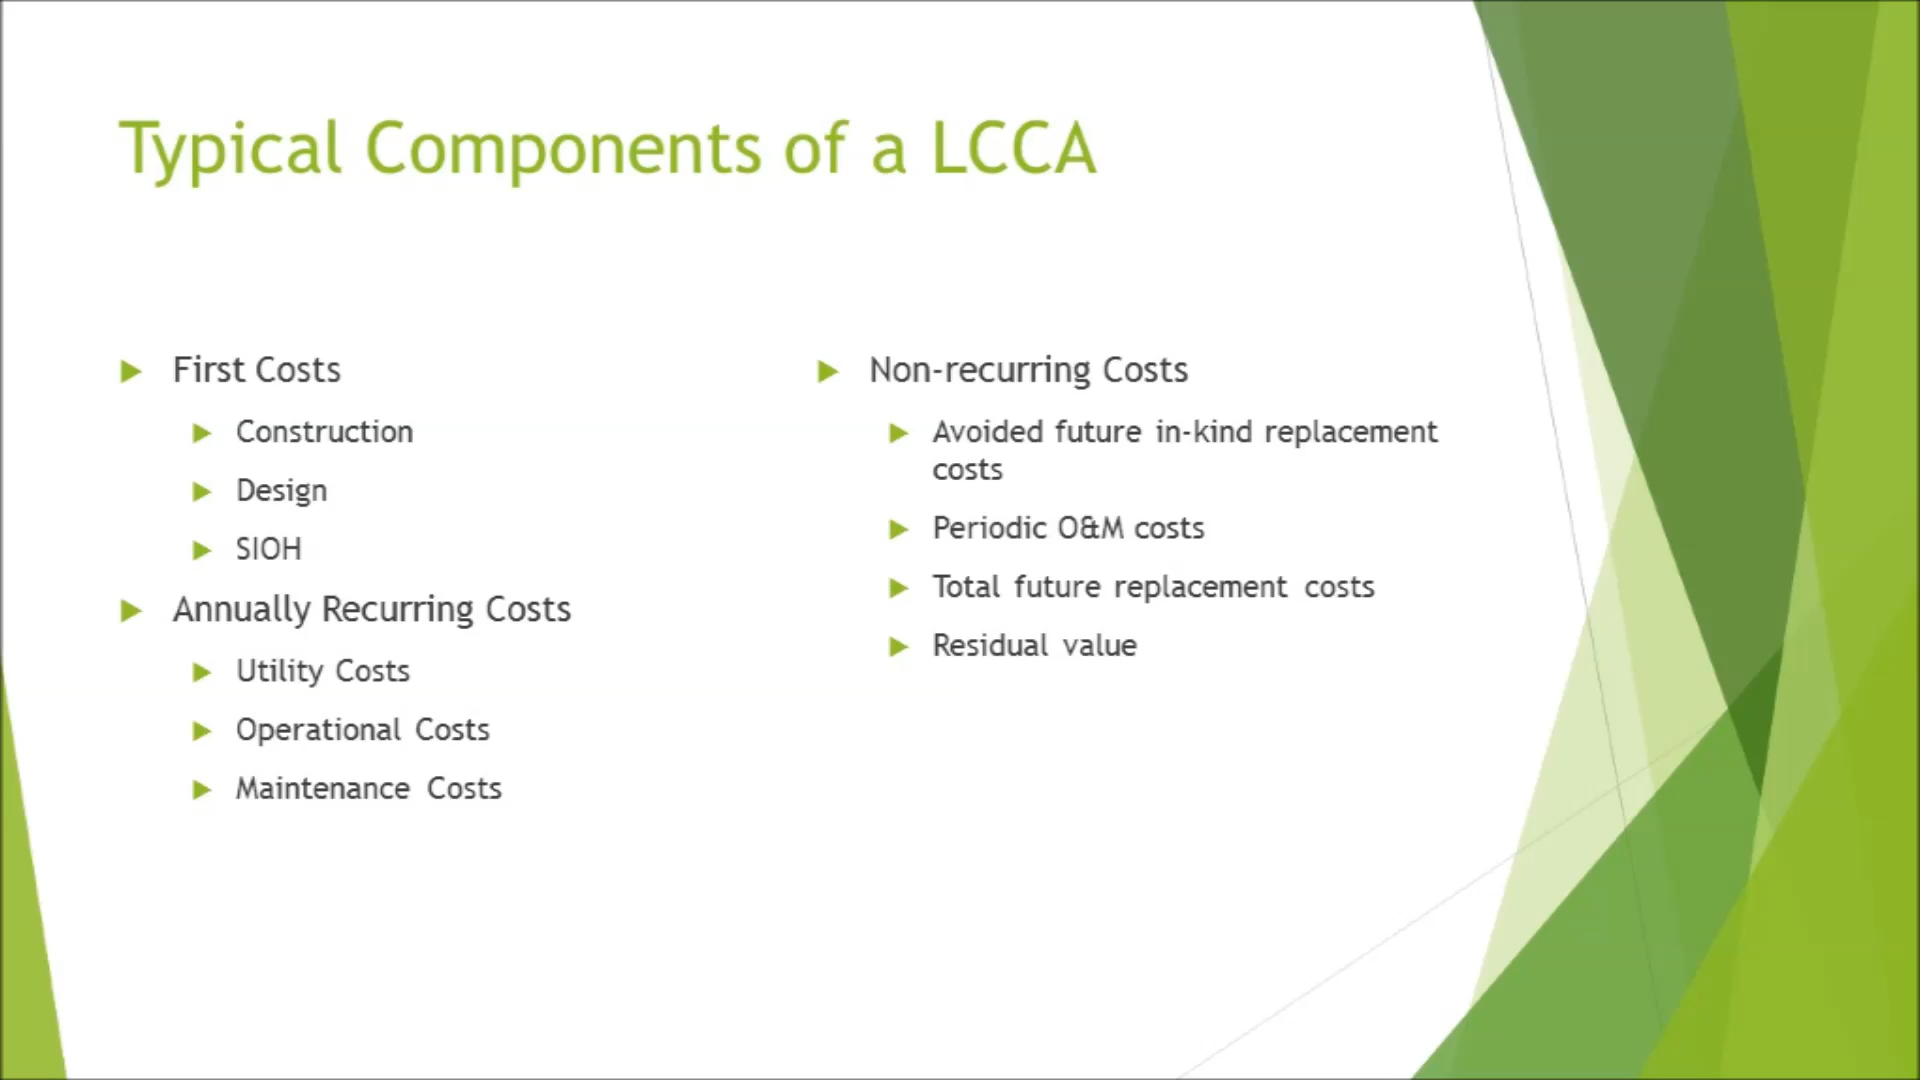 Typical Components of a LCCA
First Costs
Construction
Design
SIOH
Annually Recurring Costs
Utility Costs
Operational Costs
Maintenance Costs
Non-recurring Costs
Avoided future in-kind replacement
costs
Periodic O&M costs
Total future replacement costs
Residual value